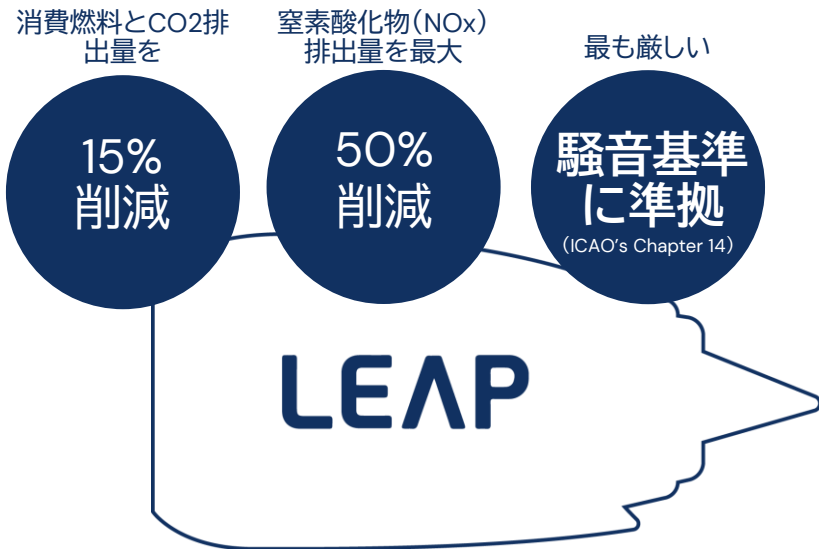 消費燃料とCO2排
出量を
15%
削減
窒素酸化物(NOx)
排出量を最大
50%
削減
最も厳しい
騒音基準
に準拠
(ICAO's Chapter 14)
LEAP